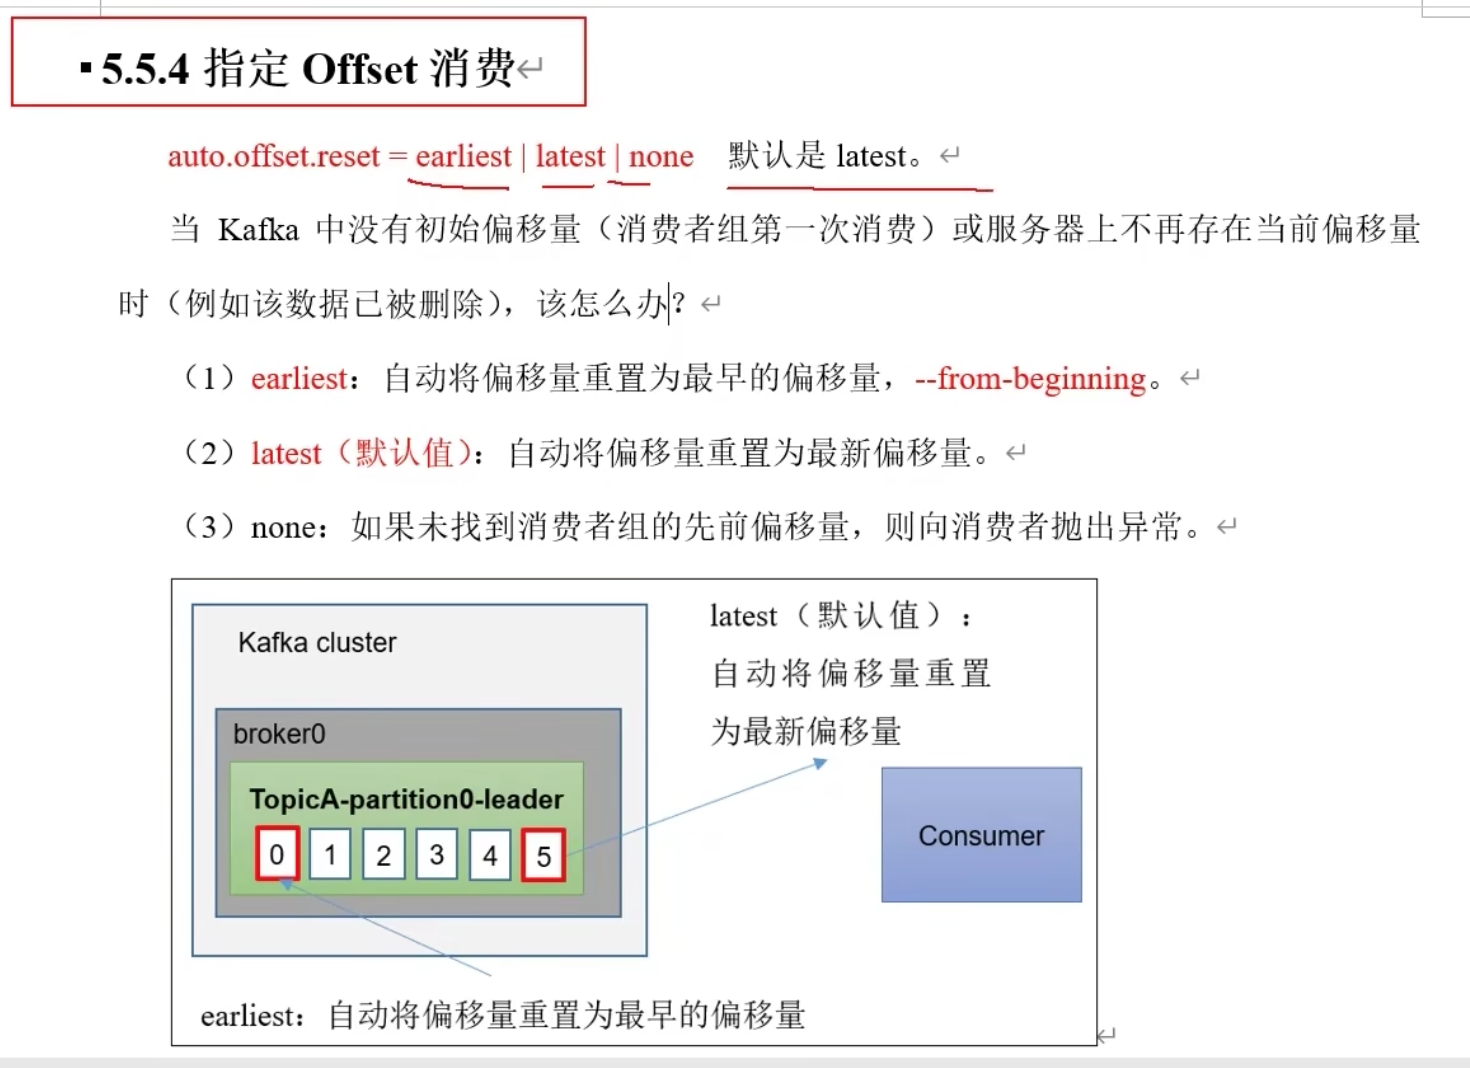 5.5.4 指定 Offset 消费
auto.offset.reset = earliest | latest | none 默认是 latest。
当 Kafka 中没有初始偏移量（消费者组第一次消费）或服务器上不再存在当前偏移量
时（例如该数据已被删除），该怎么办？
（1）earliest：自动将偏移量重置为最早的偏移量，--from-beginning。
（2）latest（默认值）：自动将偏移量重置为最新偏移量。
（3）none：如果未找到消费者组的先前偏移量，则向消费者抛出异常。
Kafka cluster
broker0
TopicA-partition0-leader
0 1 2 3 4 5
latest（默认值）：
自动将偏移量重置
为最新偏移量
Consumer
earliest：自动将偏移量重置为最早的偏移量